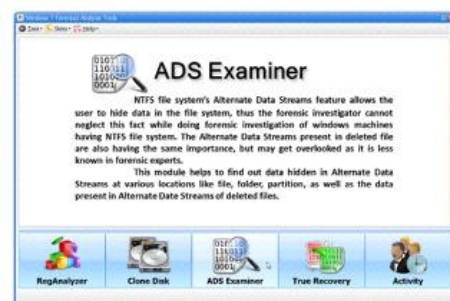 Windows 7 Forensic Analysis Tools
ADS Examiner
NTFS file system's Alternate Data Streams feature allows the
user to hide data in the file system, thus the forensic investigator cannot
neglect this fact while doing forensic investigation of windows machines
having NTFS file system. The Alternate Data Streams present in deleted file
are also having the same importance, but may get overlooked as it is less
known in forensic experts.
This module helps to find out data hidden in Alternate Data
Streams at various locations like file, folder, partition, as well as the data
present in Alternate Date Streams of deleted files.
RegAnalyzer Clone Disk ADS Examiner True Recovery Activity